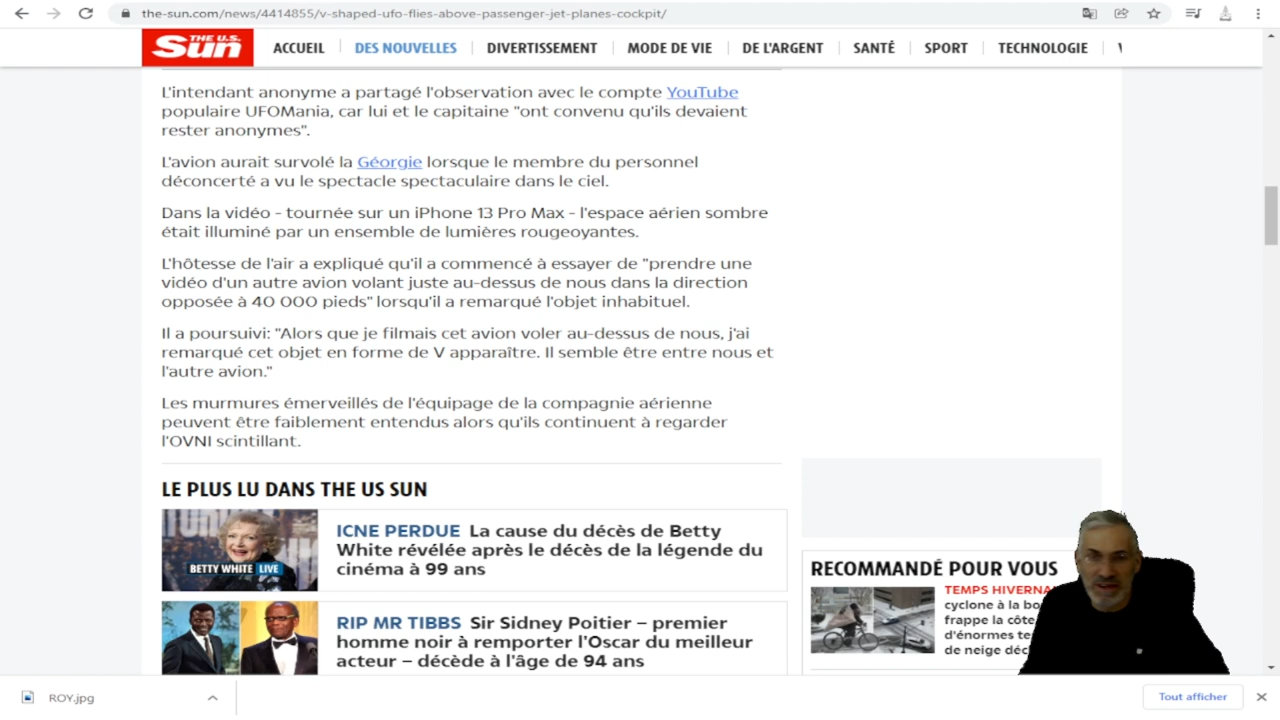 the-sun.com/news/4414855/v-shaped-ufo-flies-above-passenger-jet-planes-cockpit/
THE U.S. Sun
ACCUEIL
DES NOUVELLES
DIVERTISSEMENT
MODE DE VIE
DE L'ARGENT
SANTÉ
SPORT
TECHNOLOGIE
L'intendant anonyme a partagé l'observation avec le compte YouTube
populaire UFOMania, car lui et le capitaine "ont convenu qu'ils devaient
rester anonymes".
L'avion aurait survolé la Géorgie lorsque le membre du personnel
déconcerté a vu le spectacle spectaculaire dans le ciel.
Dans la vidéo - tournée sur un iPhone 13 Pro Max - l'espace aérien sombre
était illuminé par un ensemble de lumières rougeoyantes.
L'hôtesse de l'air a expliqué qu'il a commencé à essayer de "prendre une
vidéo d'un autre avion volant juste au-dessus de nous dans la direction
opposée à 40 000 pieds" lorsqu'il a remarqué l'objet inhabituel.
Il a poursuivi: "Alors que je filmais cet avion voler au-dessus de nous, j'ai
remarqué cet objet en forme de V apparaître. Il semble être entre nous et
l'autre avion."
Les murmures émerveillés de l'équipage de la compagnie aérienne
peuvent être faiblement entendus alors qu'ils continuent à regarder
l'OVNI scintillant.
LE PLUS LU DANS THE US SUN
BETTY WHITE LIVE
ICNE PERDUE La cause du décès de Betty
White révélée après le décès de la légende du
cinéma à 99 ans
RIP MR TIBBS Sir Sidney Poitier – premier
homme noir à remporter l'Oscar du meilleur
acteur – décède à l'âge de 94 ans
RECOMMANDÉ POUR VOUS
TEMPS
cyclone à la
frappe la côte
d'énormes
de neige
ROY.jpg
Tout afficher